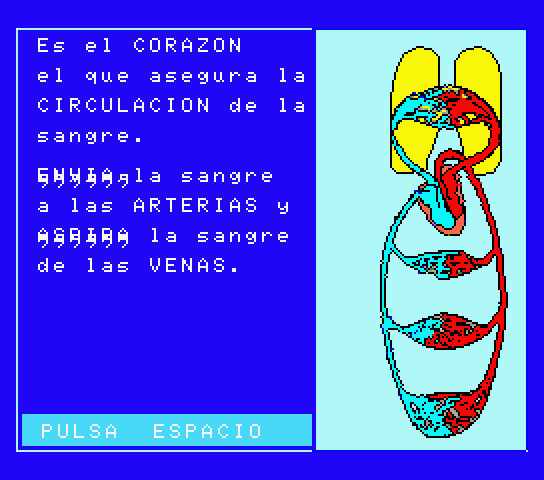 Es el CORAZON
el que asegura la
CIRCULACION de la
sangre.
ENVIA la sangre
a las ARTERIAS y
ASPIRA la sangre
de las VENAS.
PULSA ESPACIO